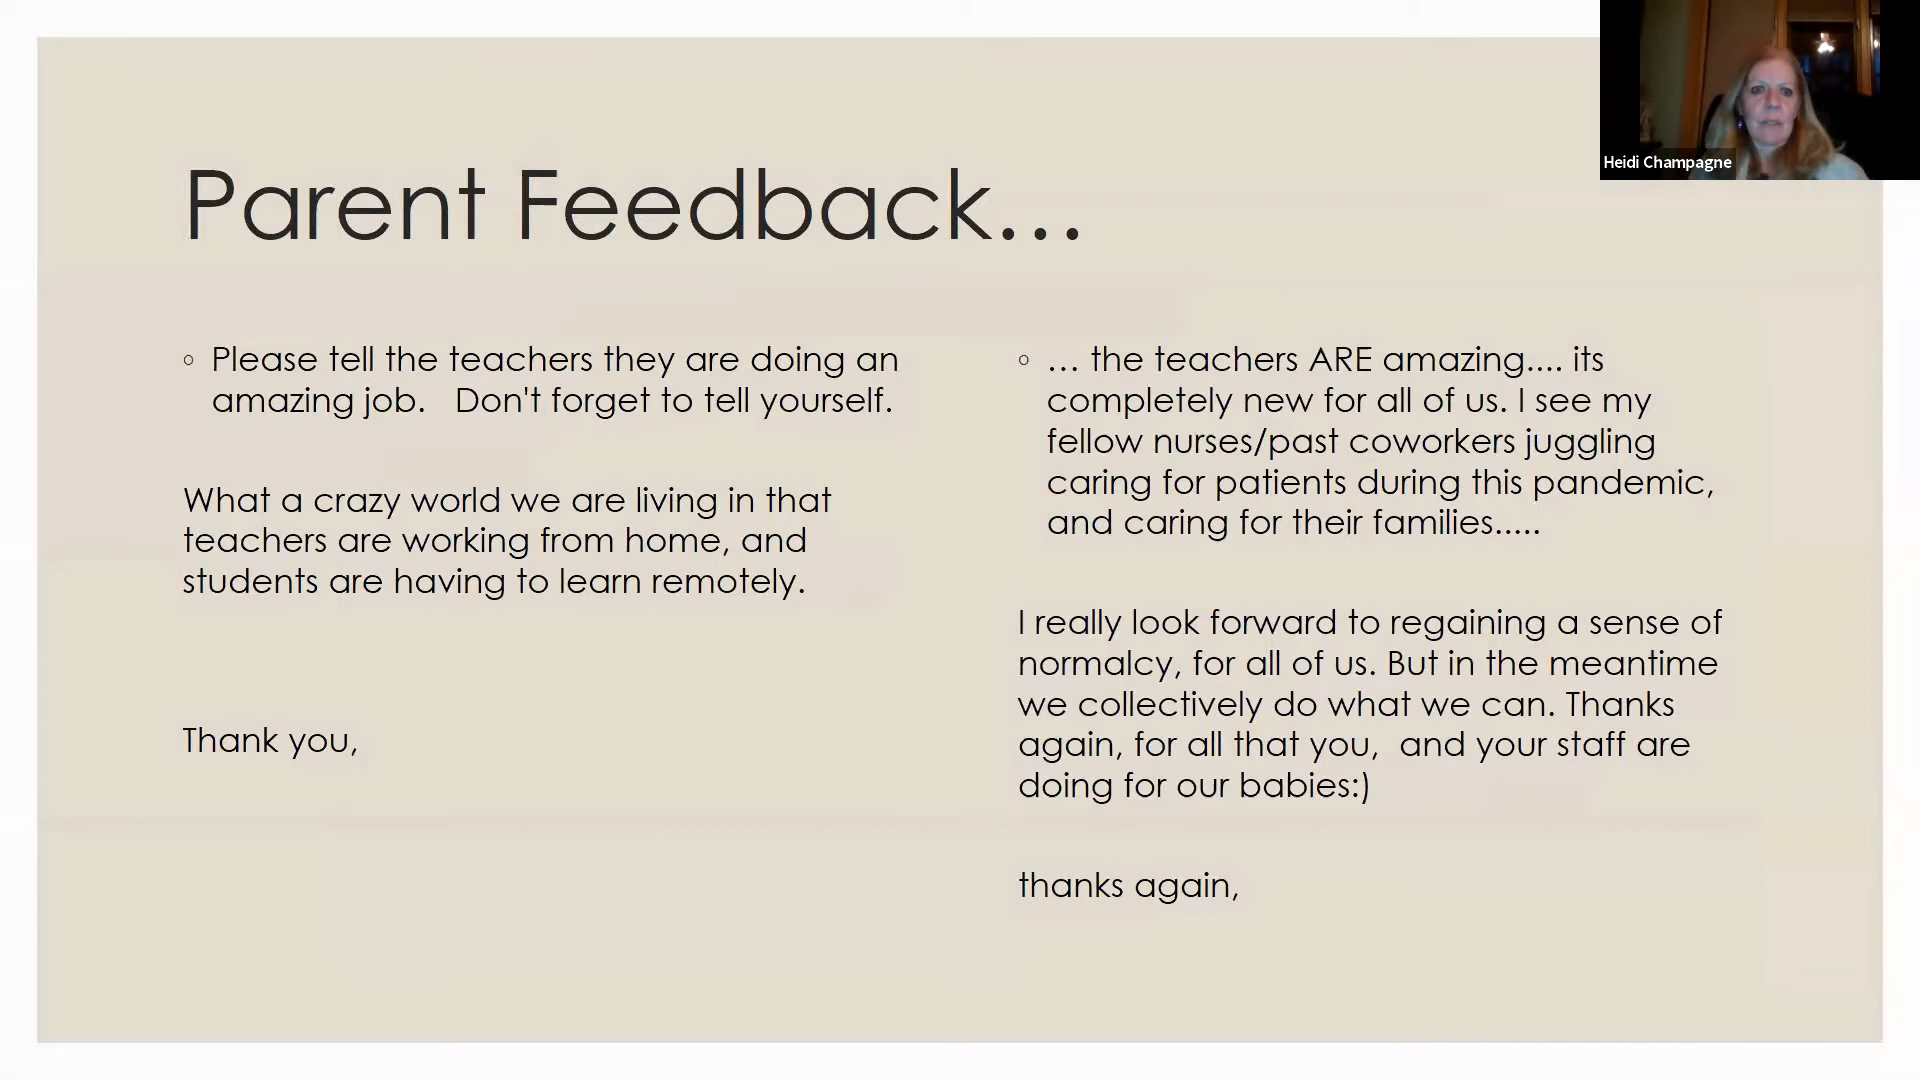 Heidi Champagne
Parent Feedback...
◦ Please tell the teachers they are doing an
amazing job.   Don't forget to tell yourself.
What a crazy world we are living in that
teachers are working from home, and
students are having to learn remotely.
Thank you,
◦ ... the teachers ARE amazing.... its
completely new for all of us. I see my
fellow nurses/past coworkers juggling
caring for patients during this pandemic,
and caring for their families.....
I really look forward to regaining a sense of
normalcy, for all of us. But in the meantime
we collectively do what we can. Thanks
again, for all that you,  and your staff are
doing for our babies:)
thanks again,